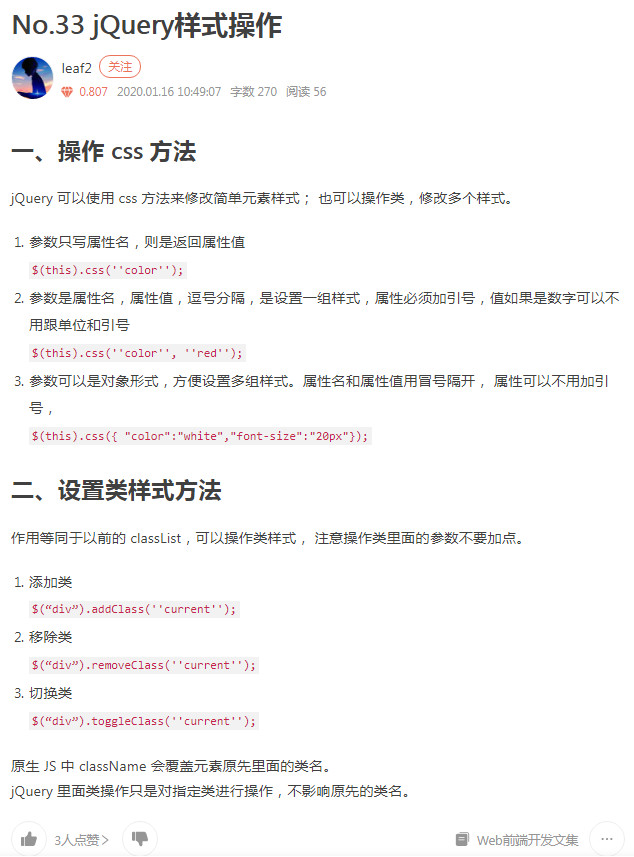 No.33 jQuery样式操作
leaf2 关注
0.807 2020.01.16 10:49:07 字数 270 阅读 56
一、操作 css 方法
jQuery 可以使用 css 方法来修改简单元素样式； 也可以操作类，修改多个样式。
1. 参数只写属性名，则是返回属性值
$(this).css(''color'');
2. 参数是属性名，属性值，逗号分隔，是设置一组样式，属性必须加引号，值如果是数字可以不
用跟单位和引号
$(this).css(''color'', ''red'');
3. 参数可以是对象形式，方便设置多组样式。属性名和属性值用冒号隔开， 属性可以不用加引
号，
$(this).css({ "color":"white","font-size":"20px"});
二、设置类样式方法
作用等同于以前的 classList，可以操作类样式， 注意操作类里面的参数不要加点。
1. 添加类
$(“div”).addClass(''current'');
2. 移除类
$(“div”).removeClass(''current'');
3. 切换类
$(“div”).toggleClass(''current'');
原生 JS 中 className 会覆盖元素原先里面的类名。
jQuery 里面类操作只是对指定类进行操作，不影响原先的类名。
3人点赞> Web前端开发文集 ...